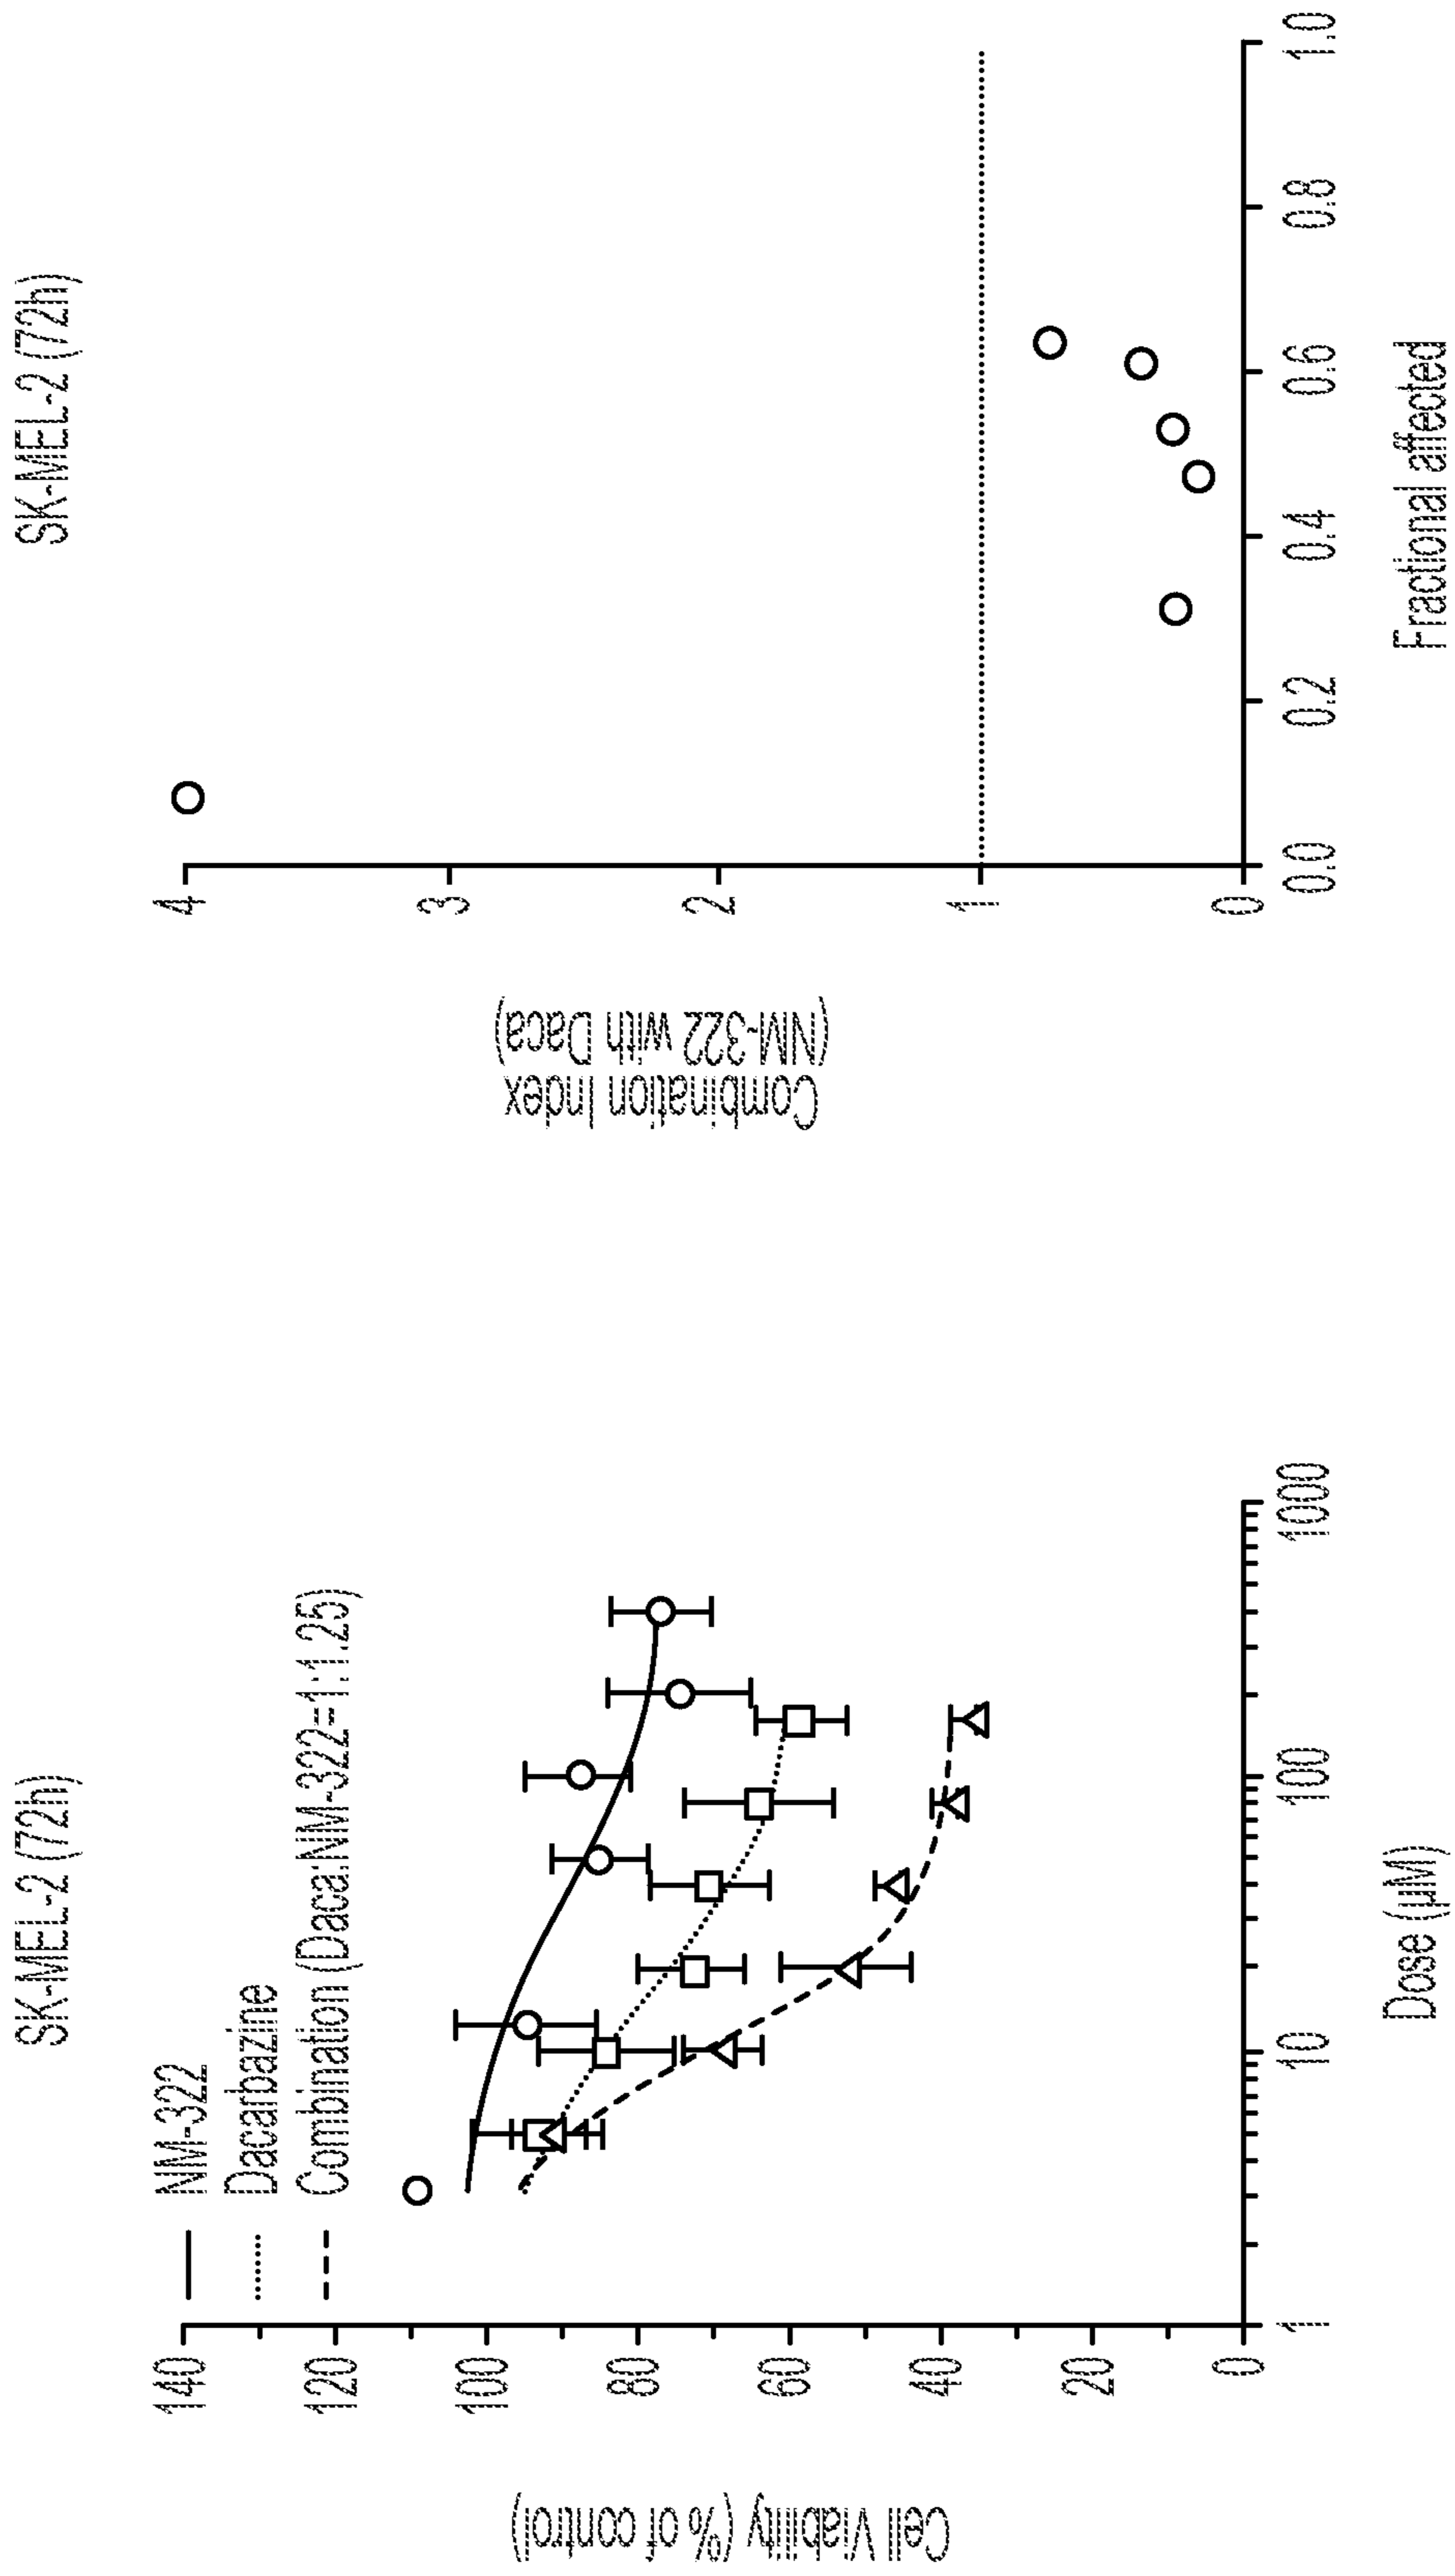 SK-MEL-2 (72h)
NM-322
Dacarbazine
Combination (Daca:NM-322=1:1.25)
Cell Viability (% of control)
140
120
100
80
60
40
20
0
1
10
100
1000
Dose (µM)
SK-MEL-2 (72h)
Combination Index
(NM-322 with Daca)
4
3
2
1
0
0.0
0.2
0.4
0.6
0.8
1.0
Fractional affected